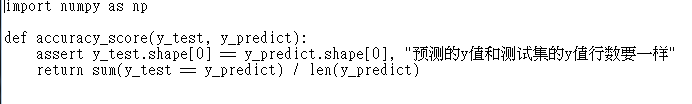 import numpy as np
def accuracy_score(y_test, y_predict):
    assert y_test.shape[0] == y_predict.shape[0], "预测的y值和测试集的y值行数要一样"
    return sum(y_test == y_predict) / len(y_predict)